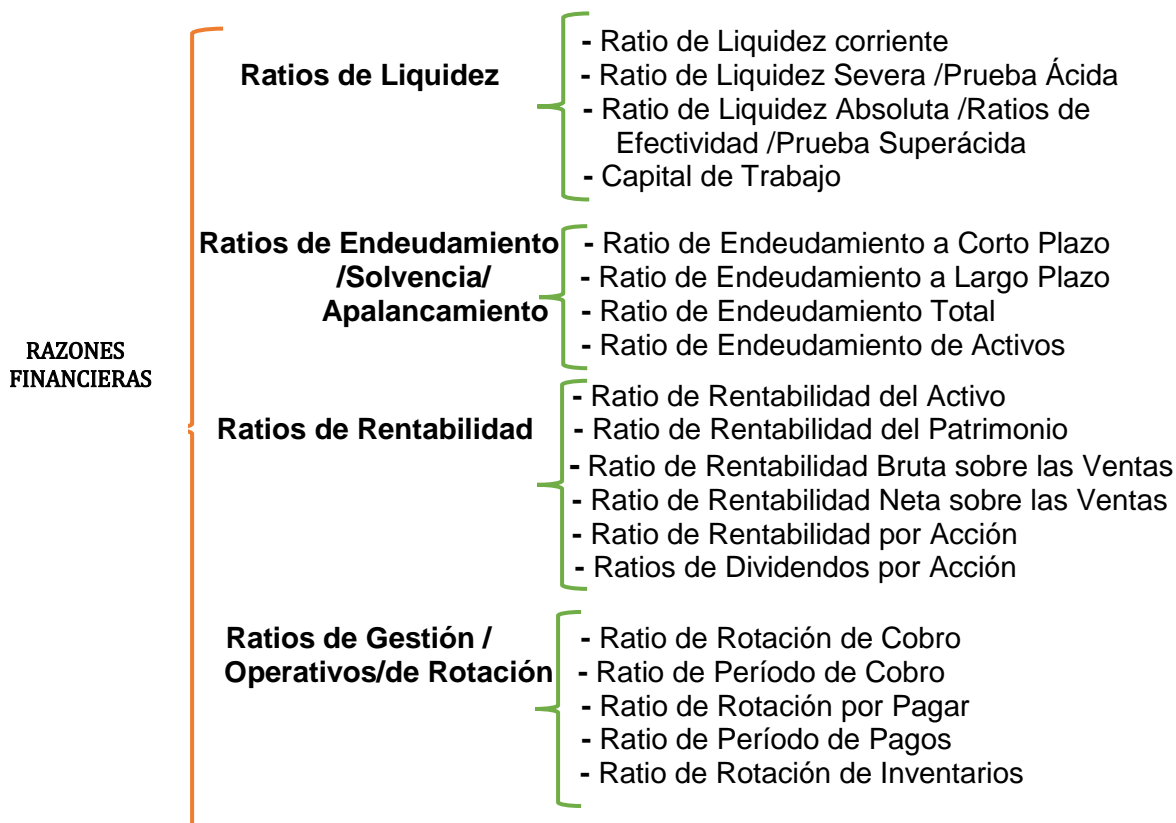 RAZONES
FINANCIERAS
Ratios de Liquidez
- Ratio de Liquidez corriente
- Ratio de Liquidez Severa /Prueba Ácida
- Ratio de Liquidez Absoluta /Ratios de
Efectividad /Prueba Superácida
- Capital de Trabajo
Ratios de Endeudamiento
/Solvencia/
Apalancamiento
- Ratio de Endeudamiento a Corto Plazo
- Ratio de Endeudamiento a Largo Plazo
- Ratio de Endeudamiento Total
- Ratio de Endeudamiento de Activos
Ratios de Rentabilidad
- Ratio de Rentabilidad del Activo
- Ratio de Rentabilidad del Patrimonio
- Ratio de Rentabilidad Bruta sobre las Ventas
- Ratio de Rentabilidad Neta sobre las Ventas
- Ratio de Rentabilidad por Acción
- Ratios de Dividendos por Acción
Ratios de Gestión /
Operativos/de Rotación
- Ratio de Rotación de Cobro
- Ratio de Período de Cobro
- Ratio de Rotación por Pagar
- Ratio de Período de Pagos
- Ratio de Rotación de Inventarios